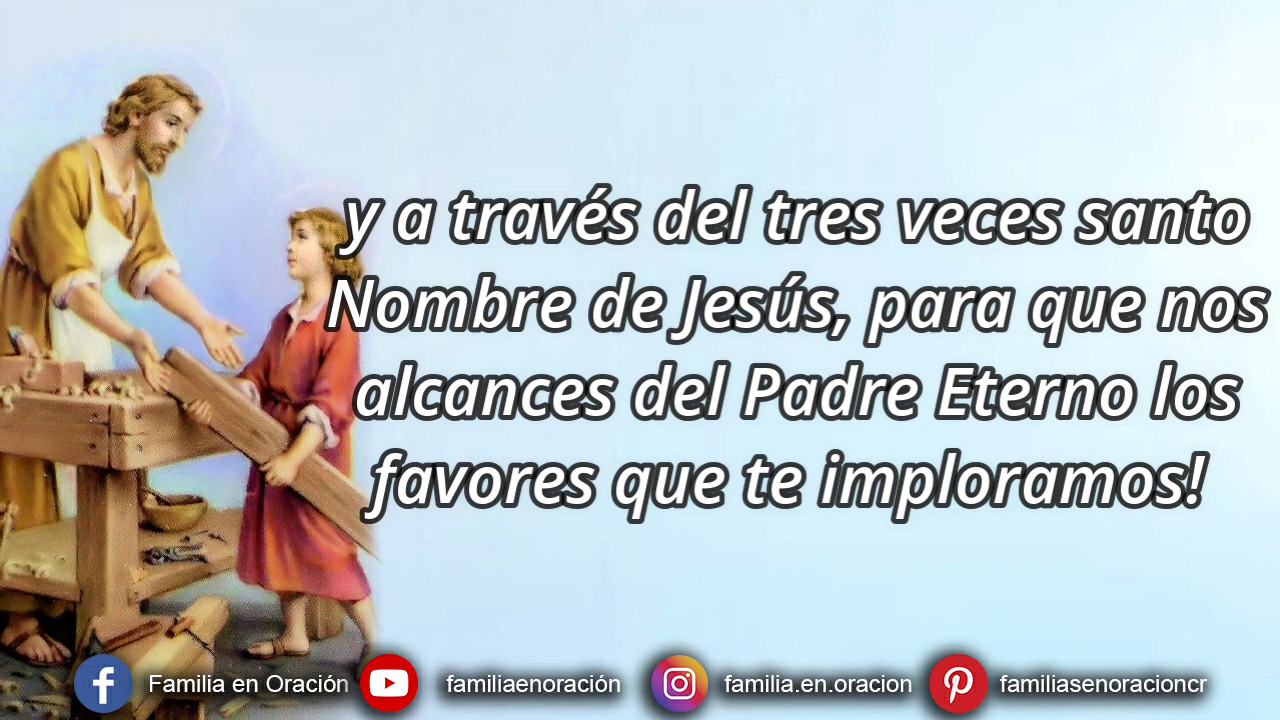 y a través del tres veces santo
Nombre de Jesús, para que nos
alcances del Padre Eterno los
favores que te imploramos!
Familia en Oración
familiaenoración
familia.en.oracion
familiasenoracioncr